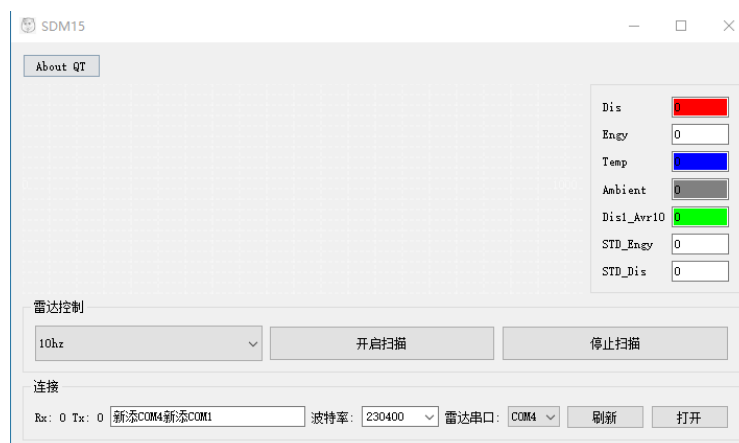 SDM15
About QT
Dis 0
Engy 0
Temp 0
Ambient 0
Dis1_Avr10 0
STD_Engy 0
STD_Dis 0
雷达控制
10hz 开启扫描 停止扫描
连接
Rx: 0 Tx: 0 新添COM4新添COM1 波特率: 230400 雷达串口: COM4 刷新 打开